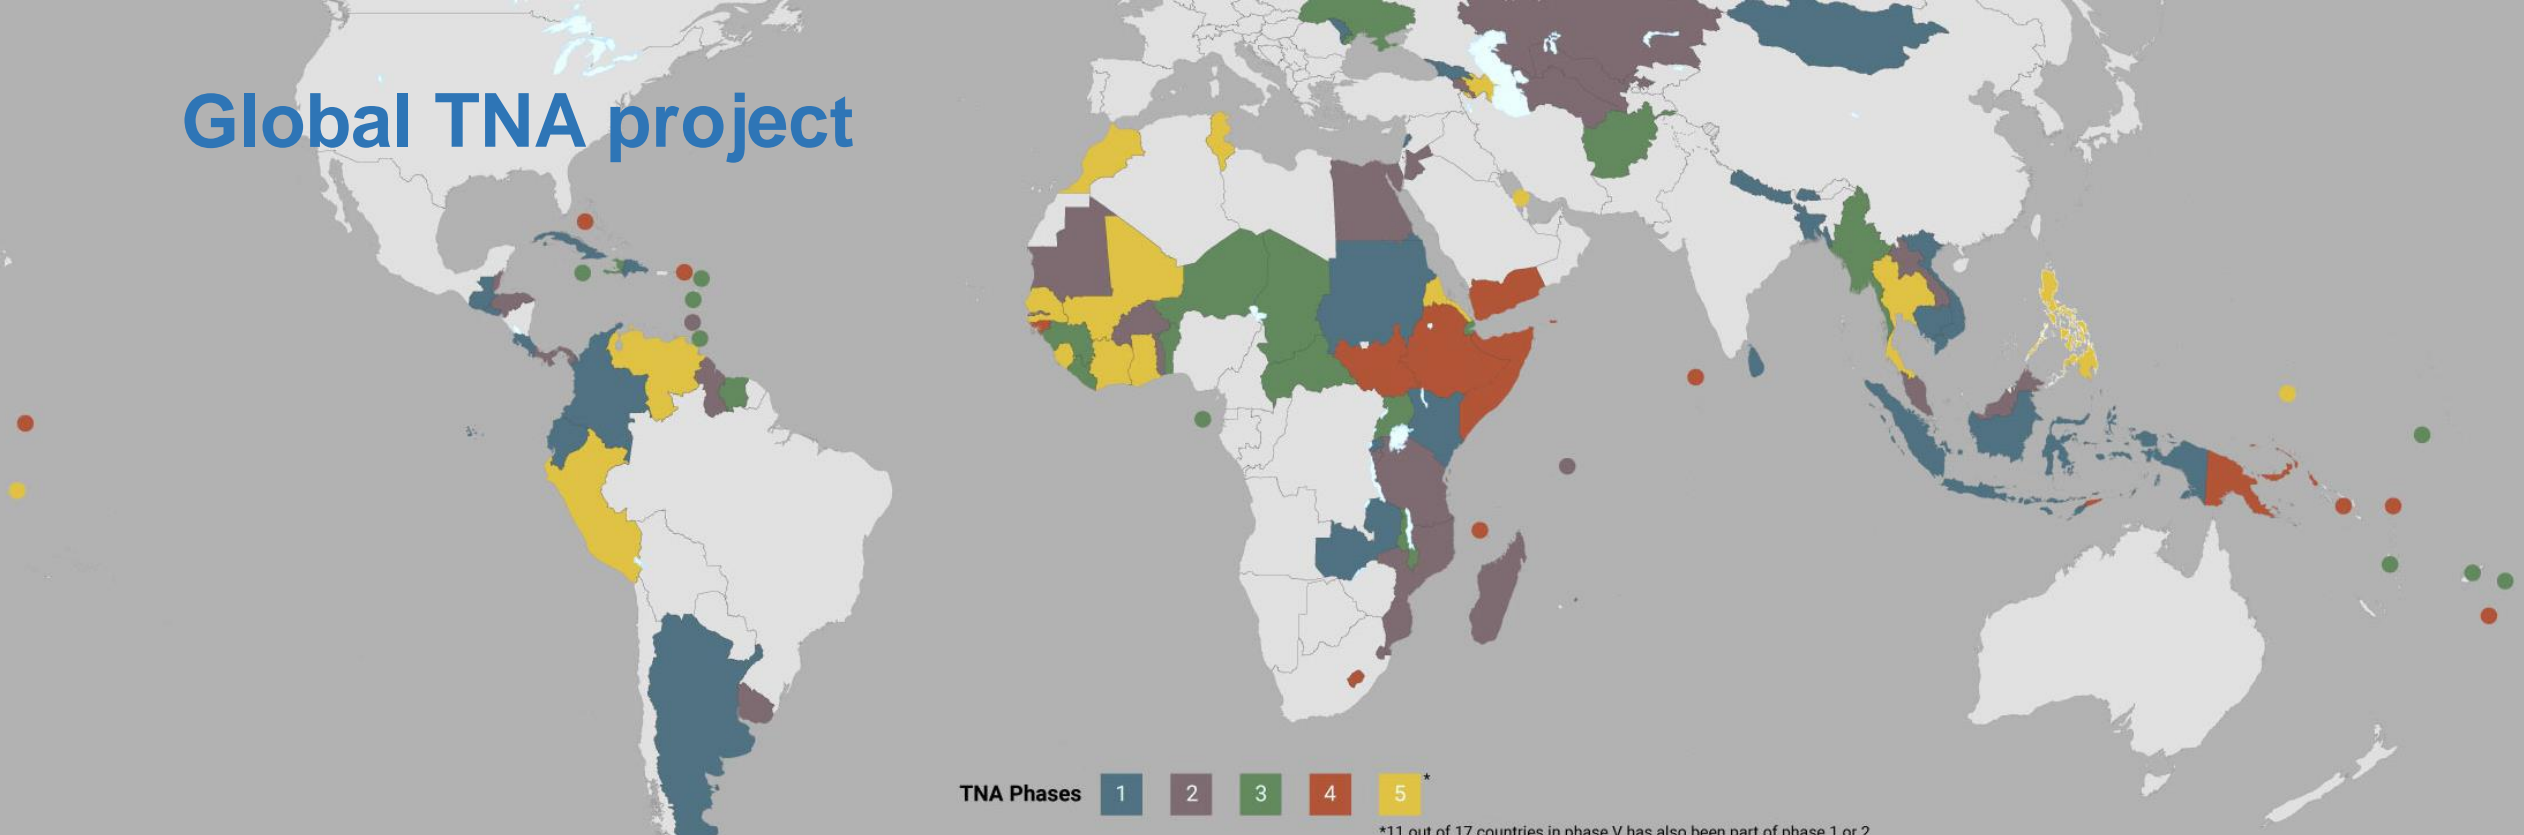 Global TNA project
TNA Phases 1 2 3 4 5 *
*11 out of 17 countries in phase V has also been part of phase 1 or 2